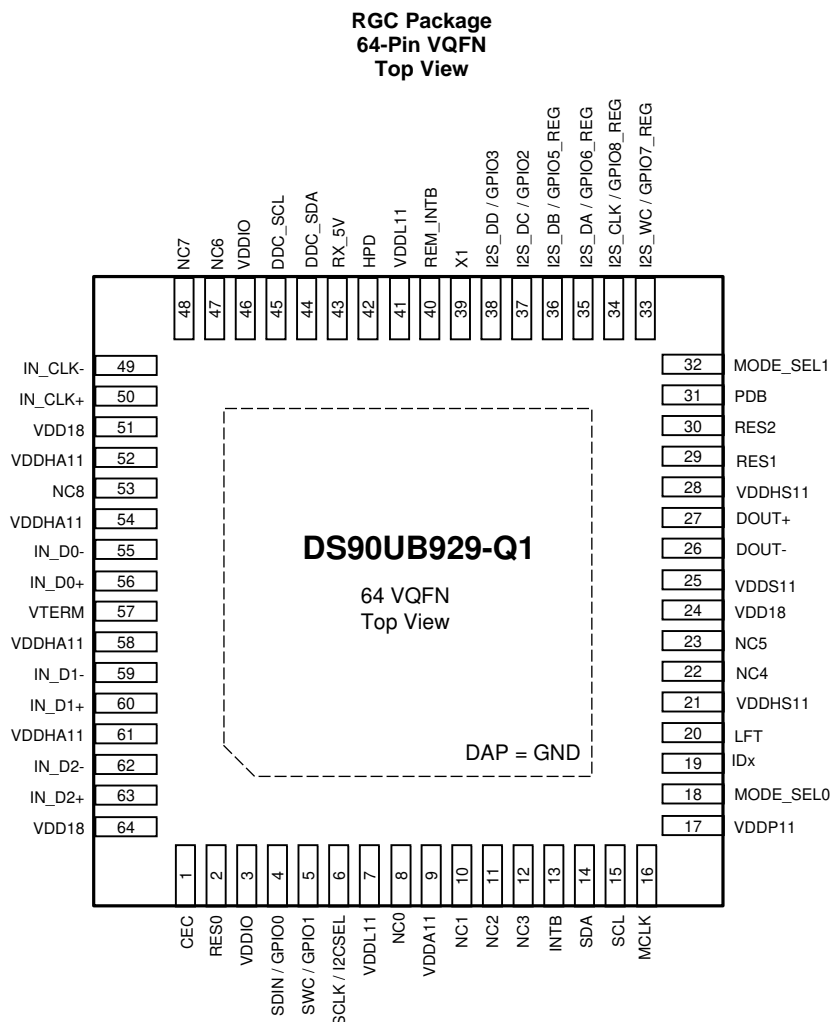 RGC Package
64-Pin VQFN
Top View
NC7
NC6
VDDIO
DDC_SCL
DDC_SDA
RX_5V
HPD
VDDL11
REM_INTB
X1
I2S_DD / GPIO3
I2S_DC / GPIO2
I2S_DB / GPIO5_REG
I2S_DA / GPIO6_REG
I2S_CLK / GPIO8_REG
I2S_WC / GPIO7_REG
48
47
46
45
44
43
42
41
40
39
38
37
36
35
34
33
IN_CLK- 49
IN_CLK+ 50
VDD18 51
VDDHA11 52
NC8 53
VDDHA11 54
IN_D0- 55
IN_D0+ 56
VTERM 57
VDDHA11 58
IN_D1- 59
IN_D1+ 60
VDDHA11 61
IN_D2- 62
IN_D2+ 63
VDD18 64
DS90UB929-Q1
64 VQFN
Top View
DAP = GND
32 MODE_SEL1
31 PDB
30 RES2
29 RES1
28 VDDHS11
27 DOUT+
26 DOUT-
25 VDDS11
24 VDD18
23 NC5
22 NC4
21 VDDHS11
20 LFT
19 IDx
18 MODE_SEL0
17 VDDP11
1
2
3
4
5
6
7
8
9
10
11
12
13
14
15
16
CEC
RES0
VDDIO
SDIN / GPIO0
SWC / GPIO1
SCLK / I2CSEL
VDDL11
NC0
VDDA11
NC1
NC2
NC3
INTB
SDA
SCL
MCLK